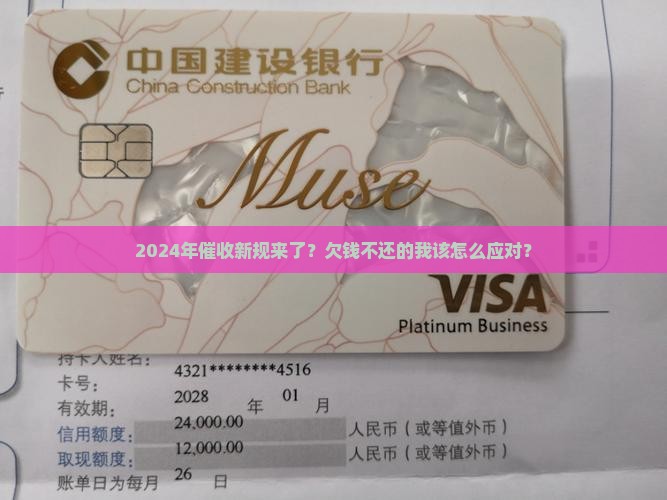 中国建设银行
China Construction Bank
Muse
2024年催收新规来了？欠钱不还的我该怎么应对？
VISA
Platinum Business
持卡人姓名：
卡号： 4321********4516
有效期： 2028 年 01 月
信用额度： 24,000.00 人民币（或等值外币）
取现额度： 12,000.00 人民币（或等值外币）
账单日为每月 26 日